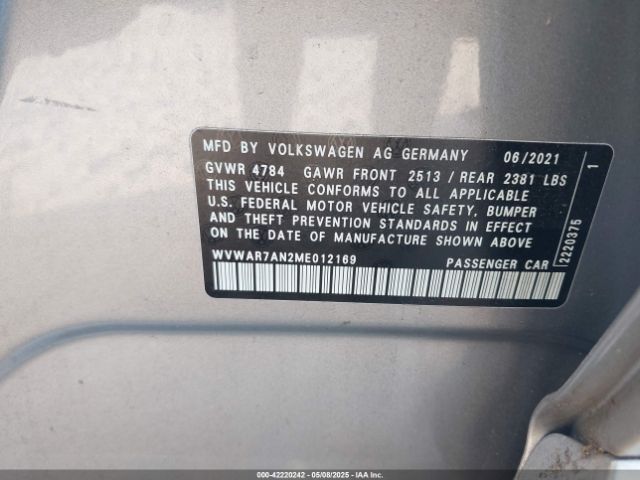 MFD BY VOLKSWAGEN AG GERMANY 06/2021
GVWR 4784 GAWR FRONT 2513 / REAR 2381 LBS
THIS VEHICLE CONFORMS TO ALL APPLICABLE
U.S. FEDERAL MOTOR VEHICLE SAFETY, BUMPER
AND THEFT PREVENTION STANDARDS IN EFFECT
ON THE DATE OF MANUFACTURE SHOWN ABOVE
WVWAR7AN2ME012169 PASSENGER CAR
2220375 1
000-42220242 - 05/08/2025 - IAA Inc.